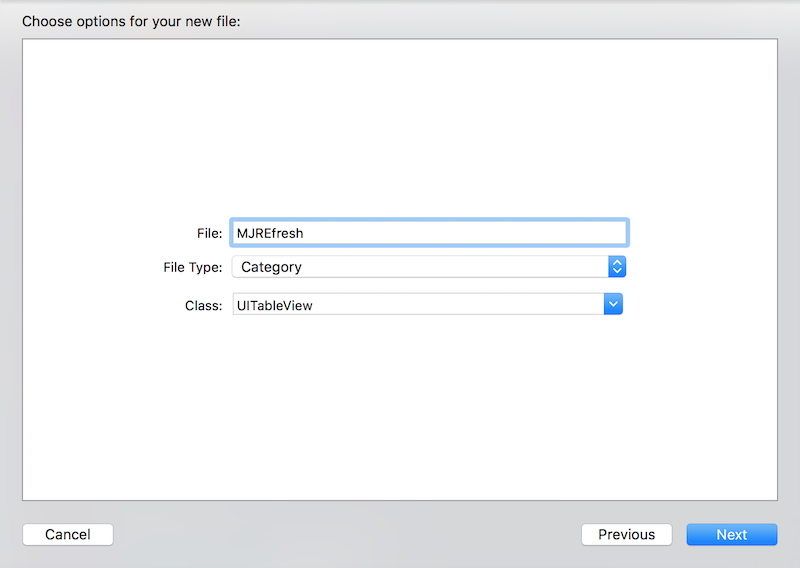 Choose options for your new file:
File: MJREfresh
File Type: Category
Class: UITableView
Cancel Previous Next